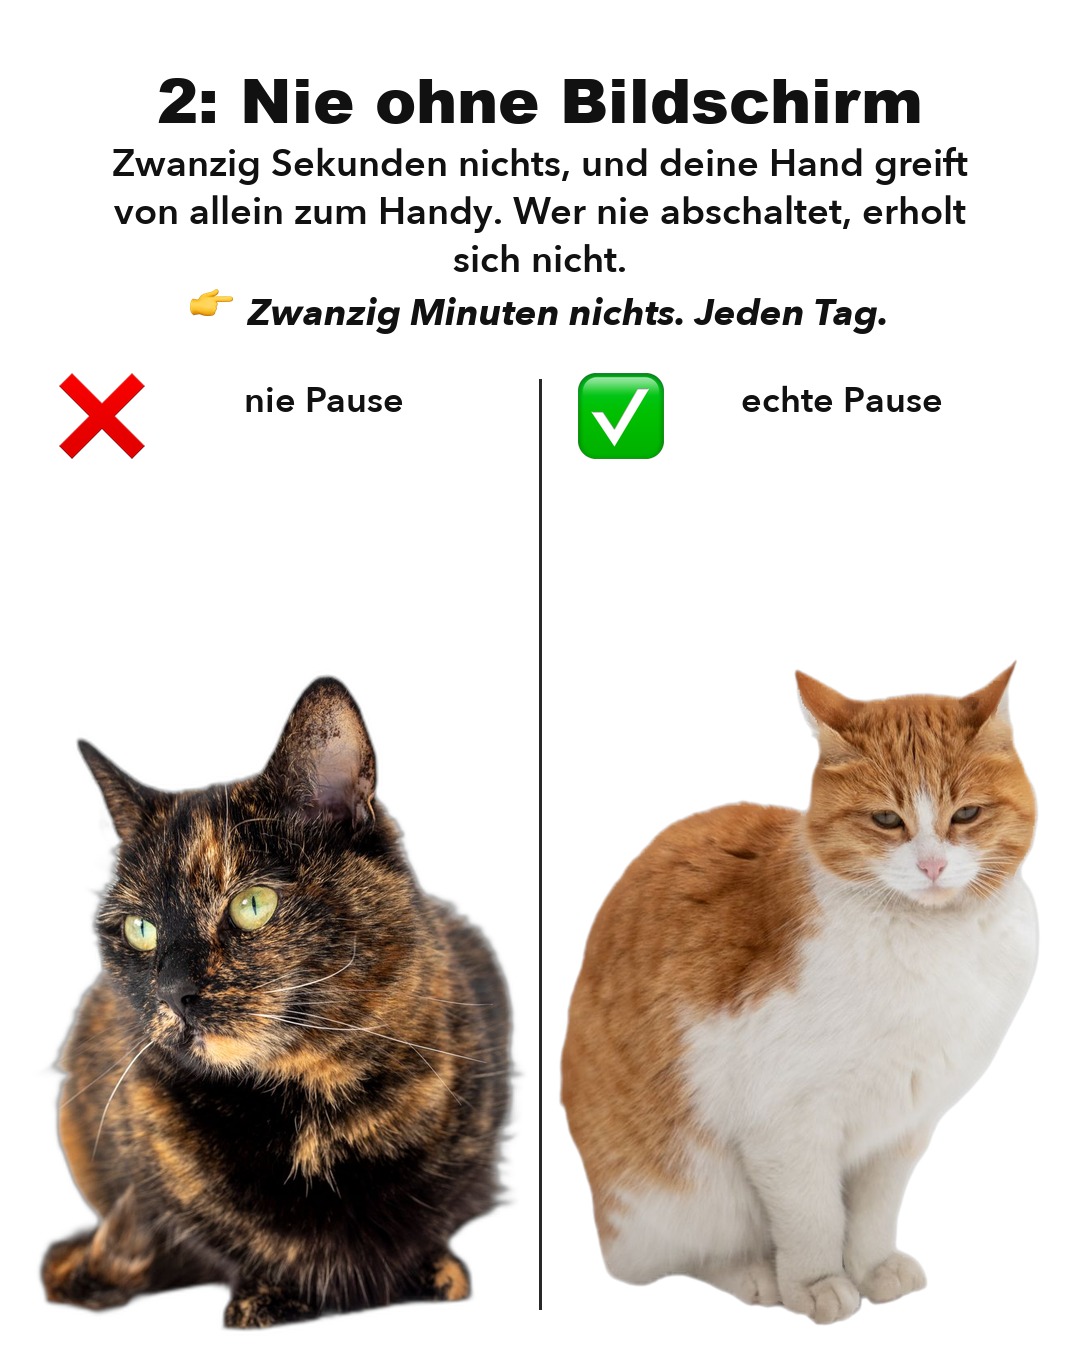 2: Nie ohne Bildschirm
Zwanzig Sekunden nichts, und deine Hand greift
von allein zum Handy. Wer nie abschaltet, erholt
sich nicht.
👉 Zwanzig Minuten nichts. Jeden Tag.
❌ nie Pause
✅ echte Pause